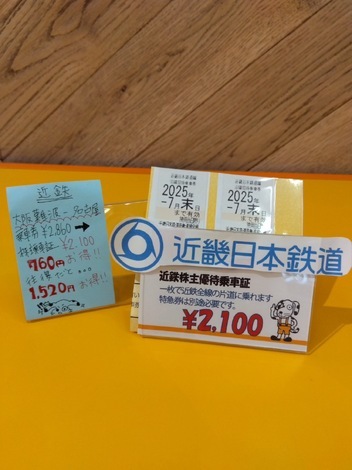 近鉄
大阪難波〜名古屋
乗車券¥2,860
株優乗車証 ¥2,100
760円お得!!
往復だと…
1,520円お得!!
2025年
-7月末日
まで有効
2025年
-7月末
まで有効
近畿日本鉄道
近鉄株主優待乗車証
一枚で近鉄全線の片道に乗れます
特急券は別途必要です。
¥2,100